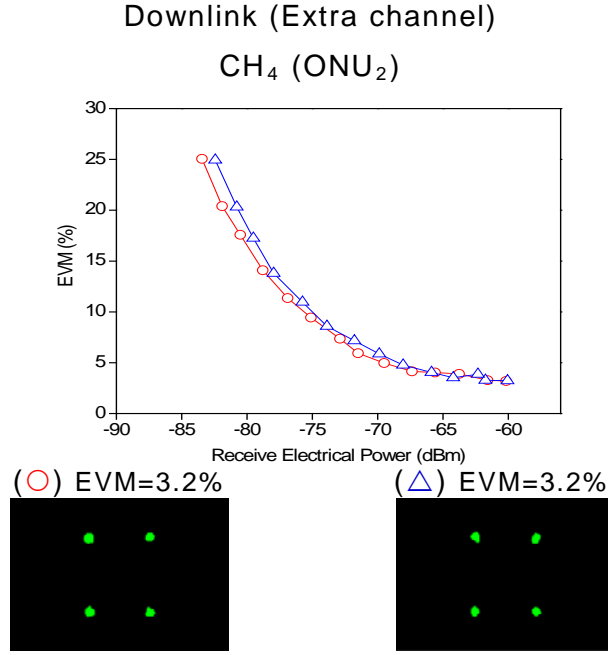 Downlink (Extra channel)
CH₄ (ONU₂)
30
25
20
15
10
5
0
EVM (%)
-90 -85 -80 -75 -70 -65 -60
Receive Electrical Power (dBm)
(○) EVM=3.2% (△) EVM=3.2%